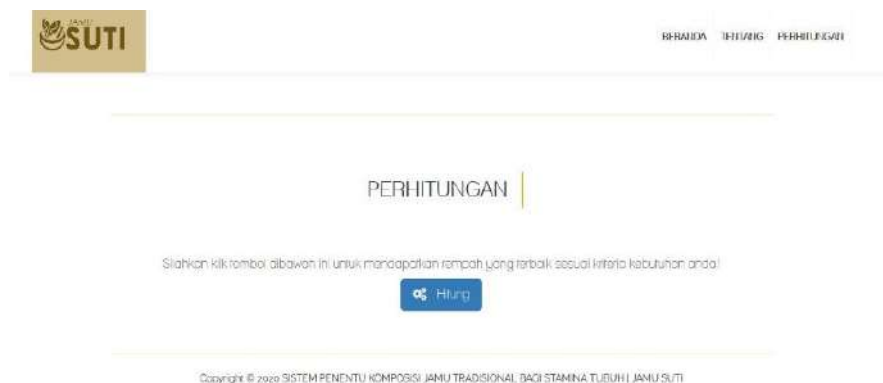 JAMU
SUTI
BERANDA TENTANG PERHITUNGAN
PERHITUNGAN
Silahkan klik tombol dibawah ini untuk mendapatkan rempah yang terbaik sesuai kriteria kebutuhan anda!
Hitung
Copyright © 2020 SISTEM PENENTU KOMPOSISI JAMU TRADISIONAL BAGI STAMINA TUBUH | JAMU SUTI